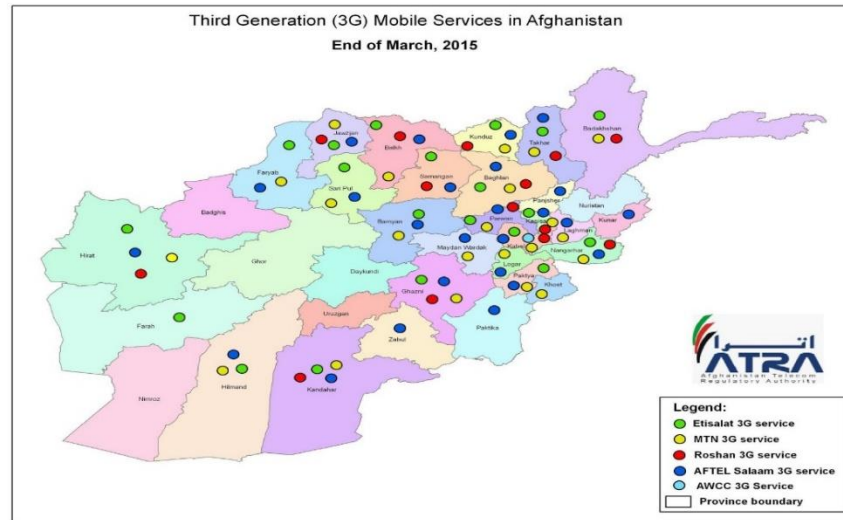 Third Generation (3G) Mobile Services in Afghanistan
End of March, 2015
Badakhshan
Jawzjan
Balkh
Kunduz
Takhar
Faryab
Sari Pul
Samangan
Baghlan
Panjsher
Nuristan
Badghis
Bamyan
Parwan
Kapisa
Laghman
Kunar
Hirat
Ghor
Maydan Wardak
Kabul
Nangarhar
Daykundi
Logar
Paktya
Khost
Ghazni
Farah
Uruzgan
Zabul
Paktika
Nimroz
Hilmand
Kandahar
اترا
ATRA
Afghanistan Telecom
Regulatory Authority
Legend:
Etisalat 3G service
MTN 3G service
Roshan 3G service
AFTEL Salaam 3G service
AWCC 3G Service
Province boundary